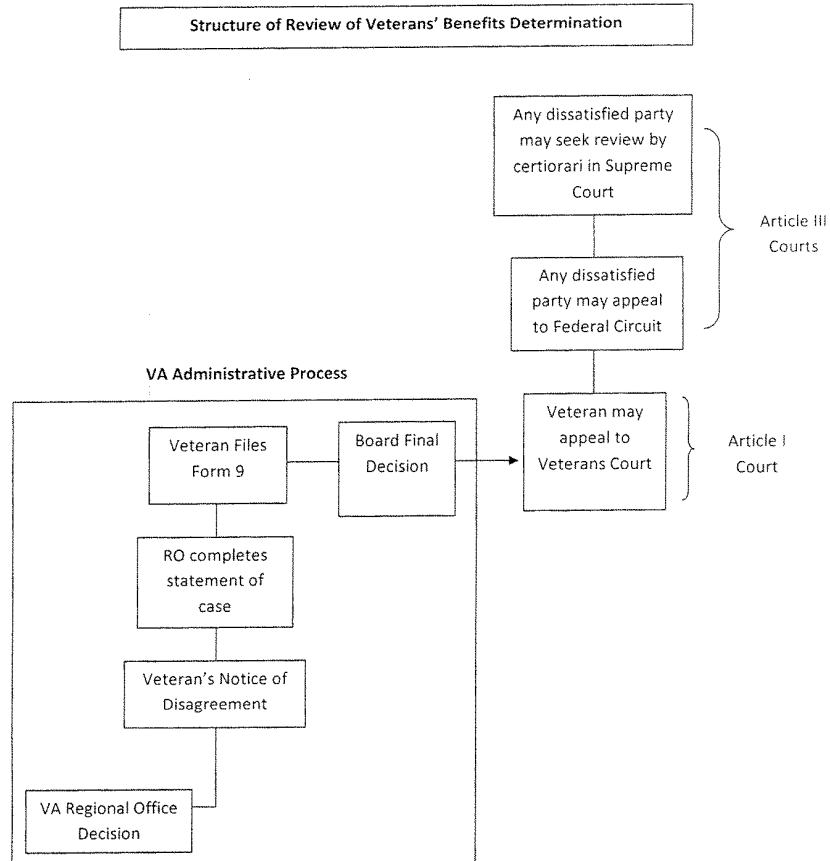 Structure of Review of Veterans' Benefits Determination
Any dissatisfied party
may seek review by
certiorari in Supreme
Court
Article III
Courts
Any dissatisfied
party may appeal
to Federal Circuit
VA Administrative Process
Veteran Files
Form 9
Board Final
Decision
Veteran may
appeal to
Veterans Court
Article I
Court
RO completes
statement of
case
Veteran's Notice of
Disagreement
VA Regional Office
Decision